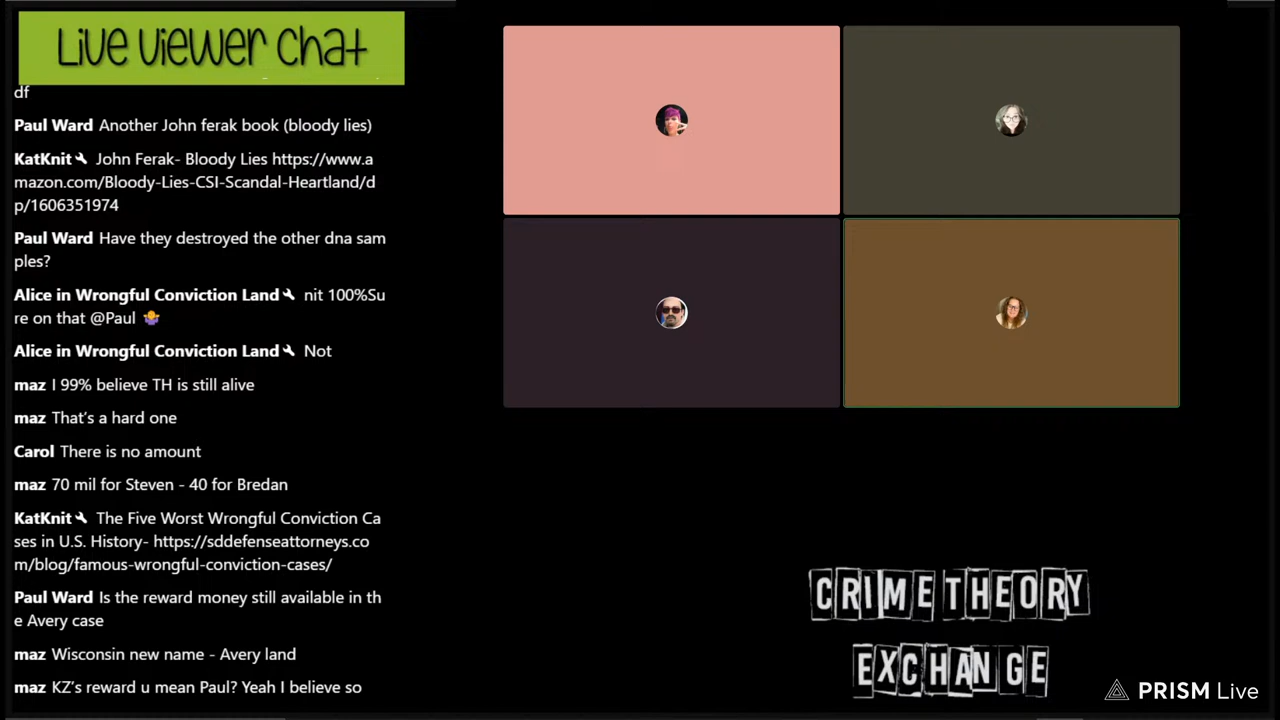 Live viewer chat
df
Paul Ward Another John ferak book (bloody lies)
KatKnit John Ferak- Bloody Lies https://www.a
mazon.com/Bloody-Lies-CSI-Scandal-Heartland/d
p/1606351974
Paul Ward Have they destroyed the other dna sam
ples?
Alice in Wrongful Conviction Land nit 100%Su
re on that @Paul 🤷
Alice in Wrongful Conviction Land Not
maz I 99% believe TH is still alive
maz That's a hard one
Carol There is no amount
maz 70 mil for Steven - 40 for Bredan
KatKnit The Five Worst Wrongful Conviction Ca
ses in U.S. History- https://sddefenseattorneys.co
m/blog/famous-wrongful-conviction-cases/
Paul Ward Is the reward money still available in th
e Avery case
maz Wisconsin new name - Avery land
maz KZ's reward u mean Paul? Yeah I believe so
CRIME THEORY
EXCHANGE
PRISM Live